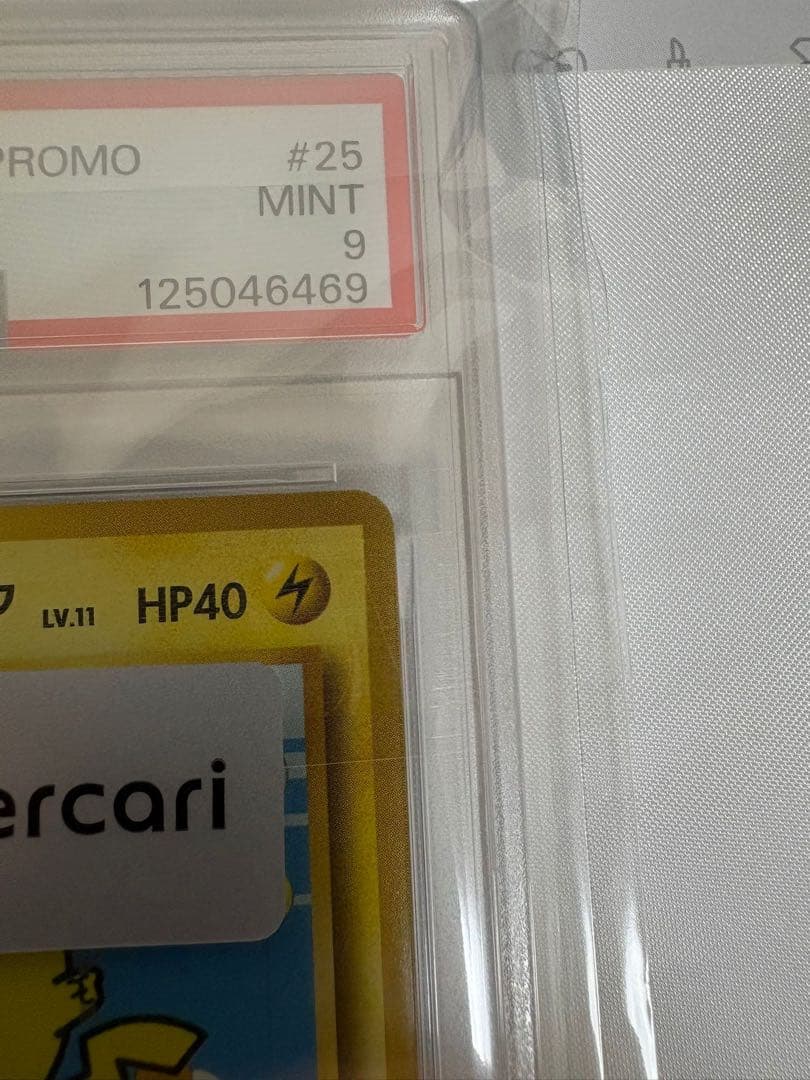 PROMO
#25
MINT
9
125046469
LV.11 HP40
ercari